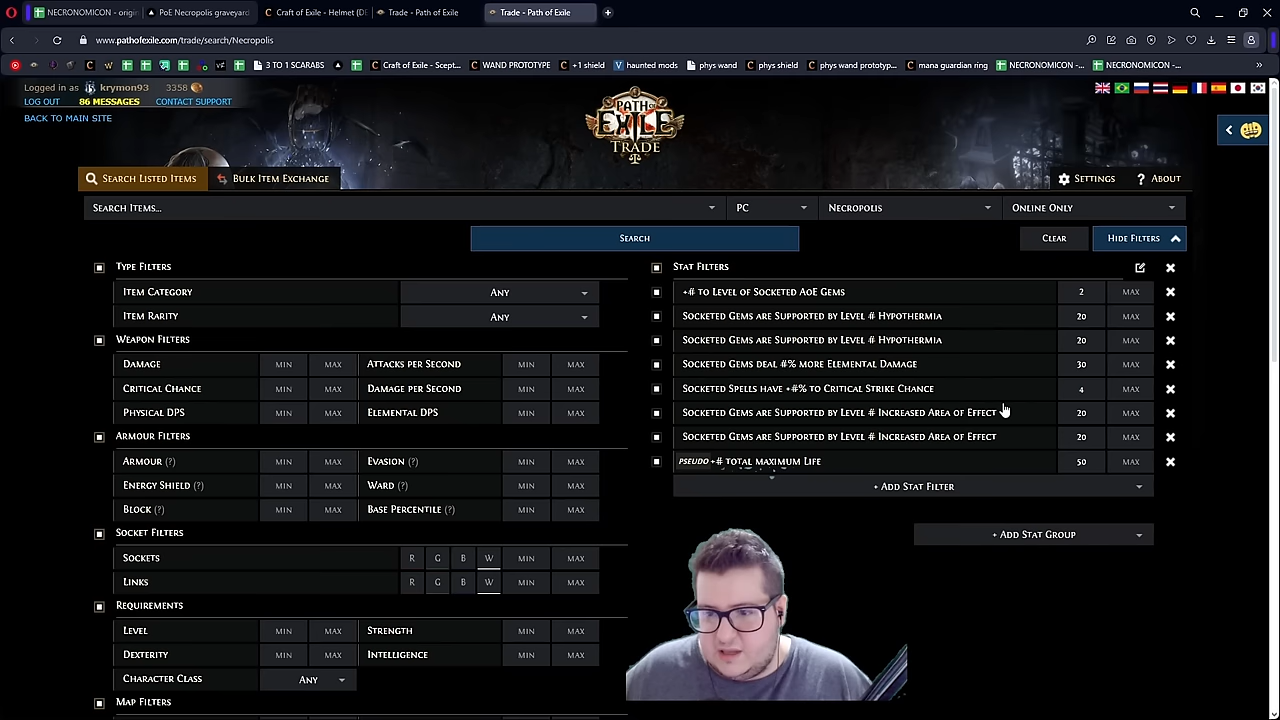 NECRONOMICON - origi
PoE Necropolis graveyard
Craft of Exile - Helmet (DE
Trade - Path of Exile
Trade - Path of Exile
www.pathofexile.com/trade/search/Necropolis
3 TO 1 SCARABS
Craft of Exile - Scept...
WAND PROTOTYPE
+1 shield
haunted mods
phys wand
phys shield
phys wand prototyp...
mana guardian ring
NECRONOMICON -...
NECRONOMICON -...
»
Logged in as krymon93 3358
LOG OUT 86 MESSAGES CONTACT SUPPORT
BACK TO MAIN SITE
PATH OF EXILE TRADE
SEARCH LISTED ITEMS
BULK ITEM EXCHANGE
SETTINGS
? ABOUT
SEARCH ITEMS...
PC
NECROPOLIS
ONLINE ONLY
SEARCH
CLEAR
HIDE FILTERS
TYPE FILTERS
ITEM CATEGORY ANY
ITEM RARITY ANY
WEAPON FILTERS
DAMAGE MIN MAX ATTACKS PER SECOND MIN MAX
CRITICAL CHANCE MIN MAX DAMAGE PER SECOND MIN MAX
PHYSICAL DPS MIN MAX ELEMENTAL DPS MIN MAX
ARMOUR FILTERS
ARMOUR (?) MIN MAX EVASION (?) MIN MAX
ENERGY SHIELD (?) MIN MAX WARD (?) MIN MAX
BLOCK (?) MIN MAX BASE PERCENTILE (?) MIN MAX
SOCKET FILTERS
SOCKETS R G B W MIN MAX
LINKS R G B W MIN MAX
REQUIREMENTS
LEVEL MIN MAX STRENGTH MIN MAX
DEXTERITY MIN MAX INTELLIGENCE MIN MAX
CHARACTER CLASS ANY
MAP FILTERS
STAT FILTERS
+# TO LEVEL OF SOCKETED AOE GEMS 2 MAX
SOCKETED GEMS ARE SUPPORTED BY LEVEL # HYPOTHERMIA 20 MAX
SOCKETED GEMS ARE SUPPORTED BY LEVEL # HYPOTHERMIA 20 MAX
SOCKETED GEMS DEAL #% MORE ELEMENTAL DAMAGE 30 MAX
SOCKETED SPELLS HAVE +#% TO CRITICAL STRIKE CHANCE 4 MAX
SOCKETED GEMS ARE SUPPORTED BY LEVEL # INCREASED AREA OF EFFECT 20 MAX
SOCKETED GEMS ARE SUPPORTED BY LEVEL # INCREASED AREA OF EFFECT 20 MAX
PSEUDO +# TOTAL MAXIMUM LIFE 50 MAX
+ ADD STAT FILTER
+ ADD STAT GROUP